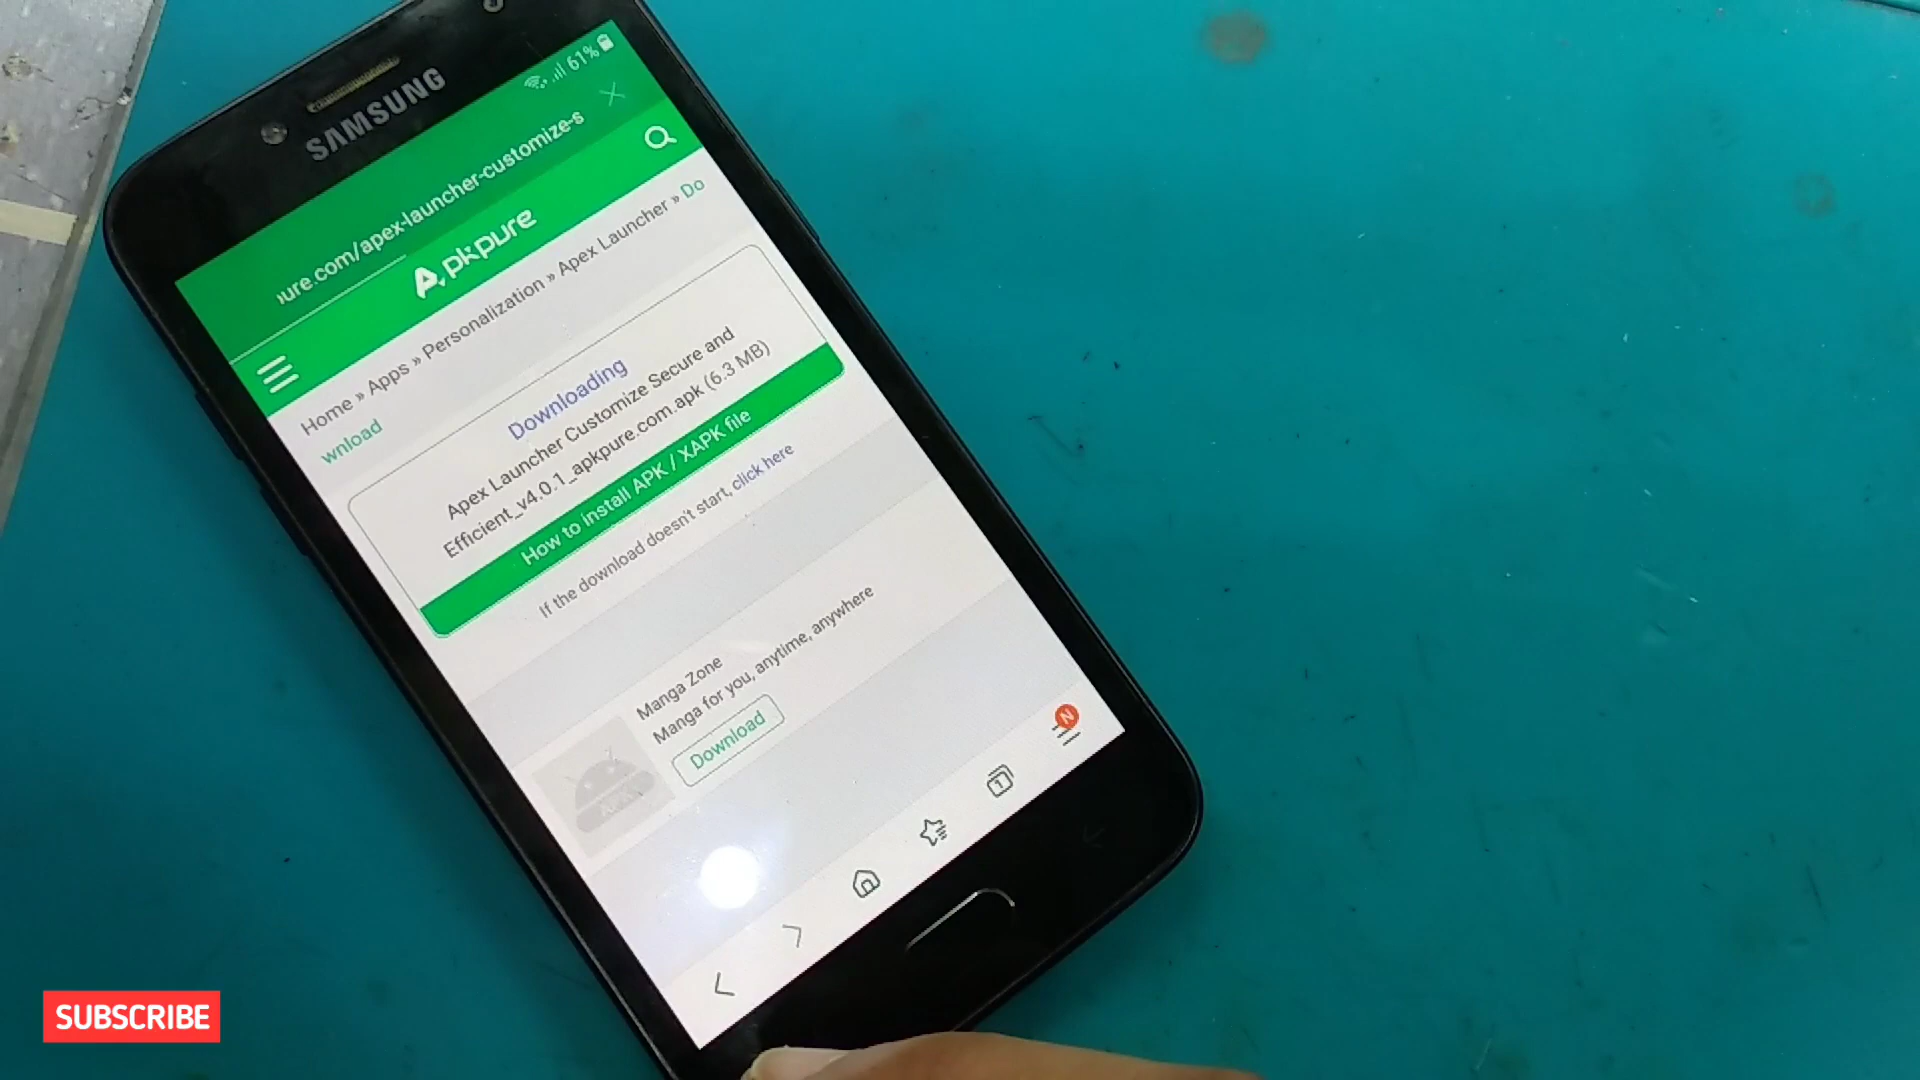 SAMSUNG
61%
ure.com/apex-launcher-customize-s
Apkpure
Home » Apps » Personalization » Apex Launcher » Do
wnload
Downloading
Apex Launcher Customize Secure and
Efficient_v4.0.1_apkpure.com.apk (6.3 MB)
How to install APK / XAPK file
If the download doesn't start, click here
Manga Zone
Manga for you, anytime, anywhere
Download
N
1
SUBSCRIBE